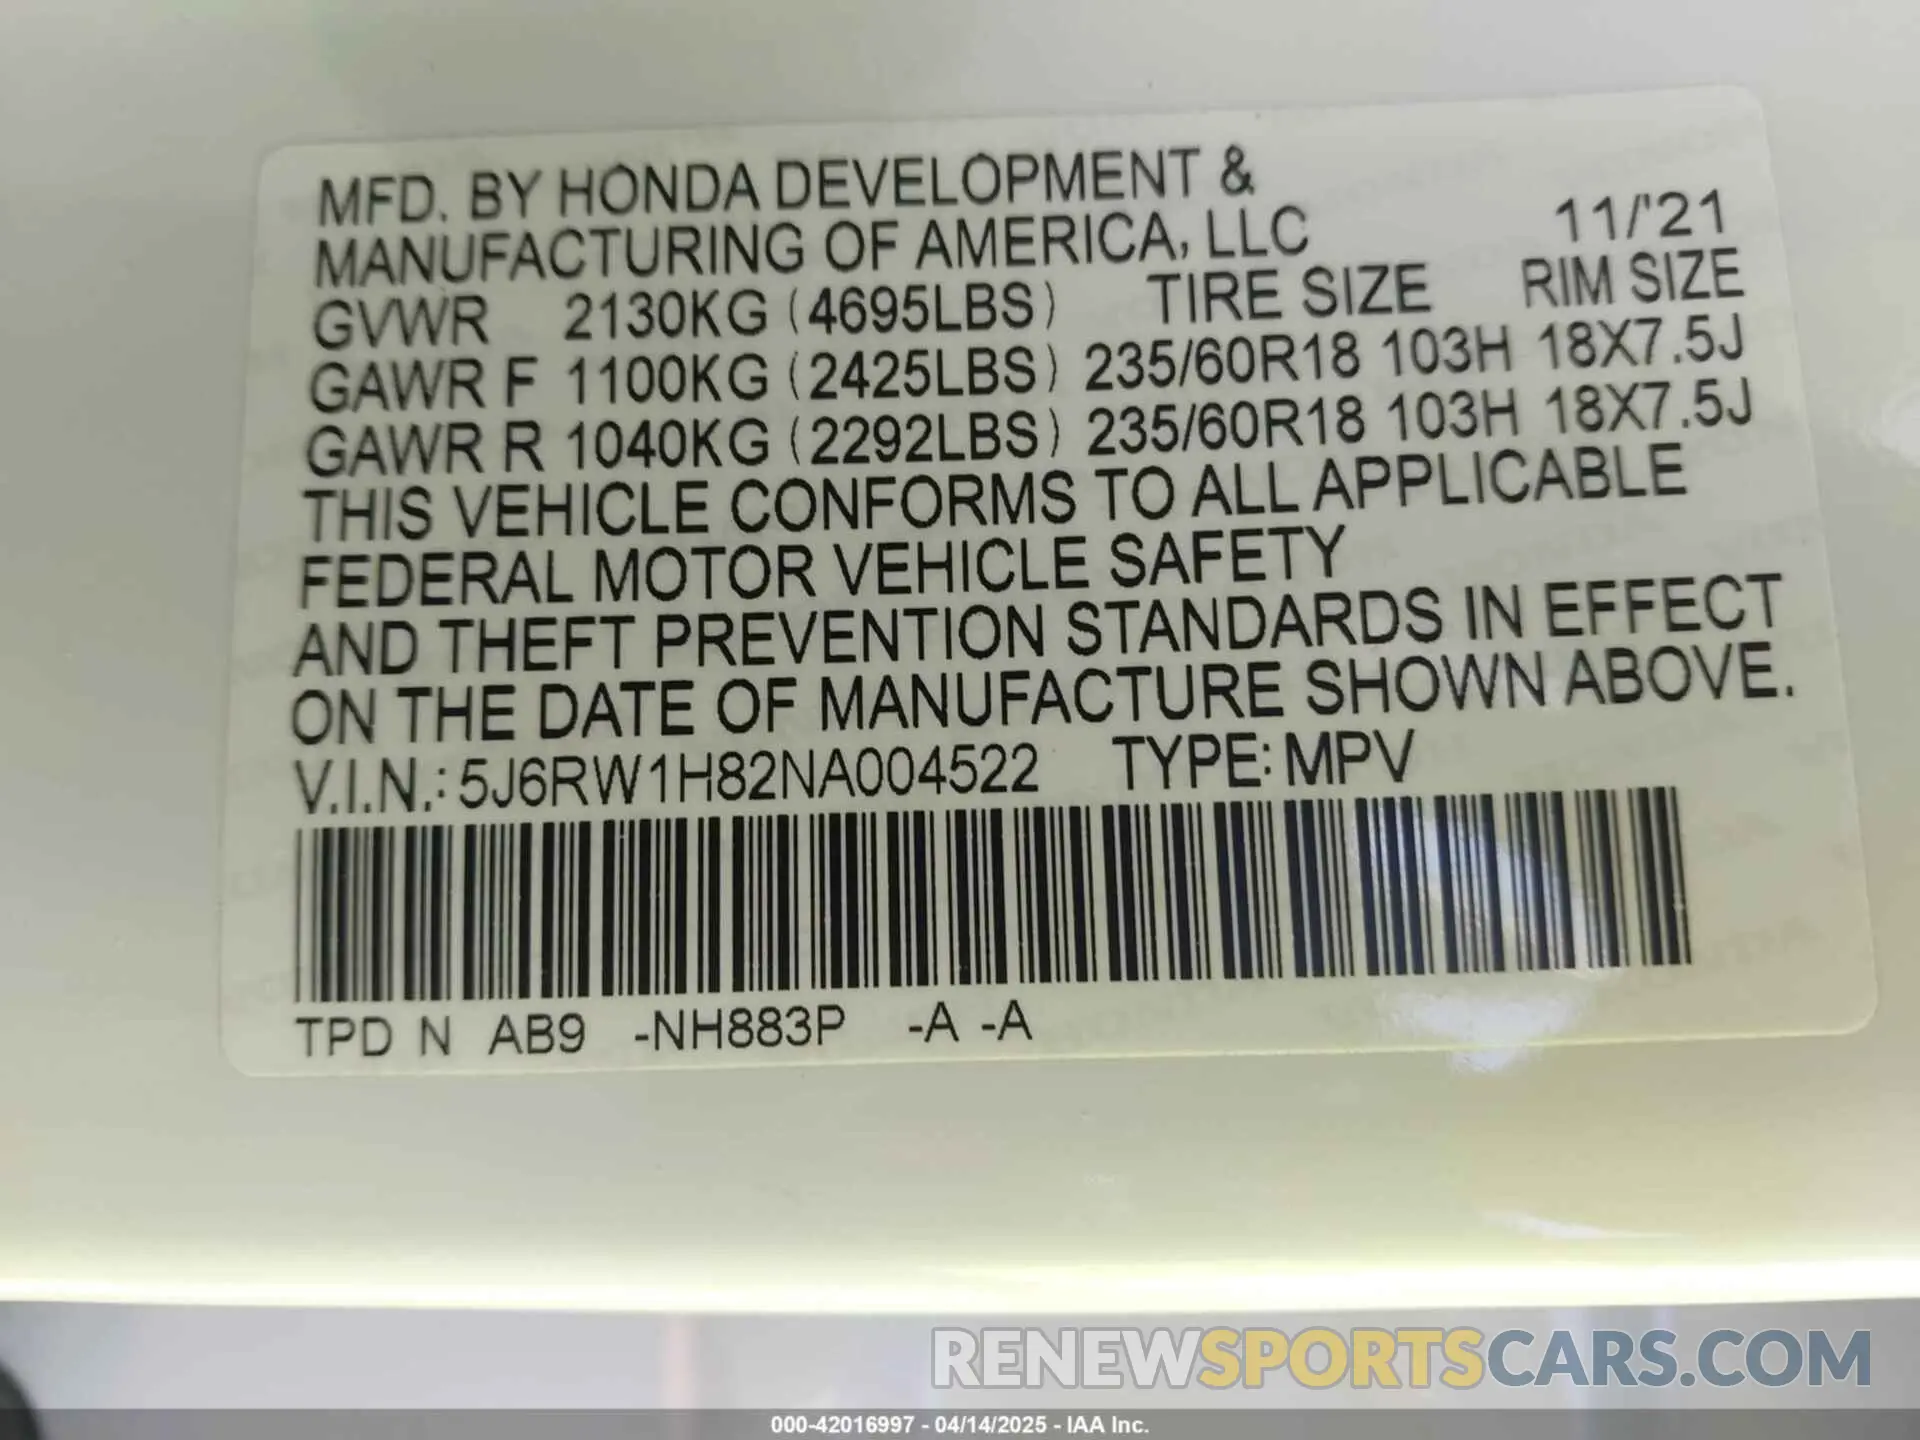 MFD. BY HONDA DEVELOPMENT &
MANUFACTURING OF AMERICA, LLC 11/'21
GVWR 2130KG (4695LBS) TIRE SIZE RIM SIZE
GAWR F 1100KG (2425LBS) 235/60R18 103H 18X7.5J
GAWR R 1040KG (2292LBS) 235/60R18 103H 18X7.5J
THIS VEHICLE CONFORMS TO ALL APPLICABLE
FEDERAL MOTOR VEHICLE SAFETY
AND THEFT PREVENTION STANDARDS IN EFFECT
ON THE DATE OF MANUFACTURE SHOWN ABOVE.
V.I.N.: 5J6RW1H82NA004522 TYPE: MPV
TPD N AB9 -NH883P -A -A
RENEWSPORTSCARS.COM
000-42016997 - 04/14/2025 - IAA Inc.